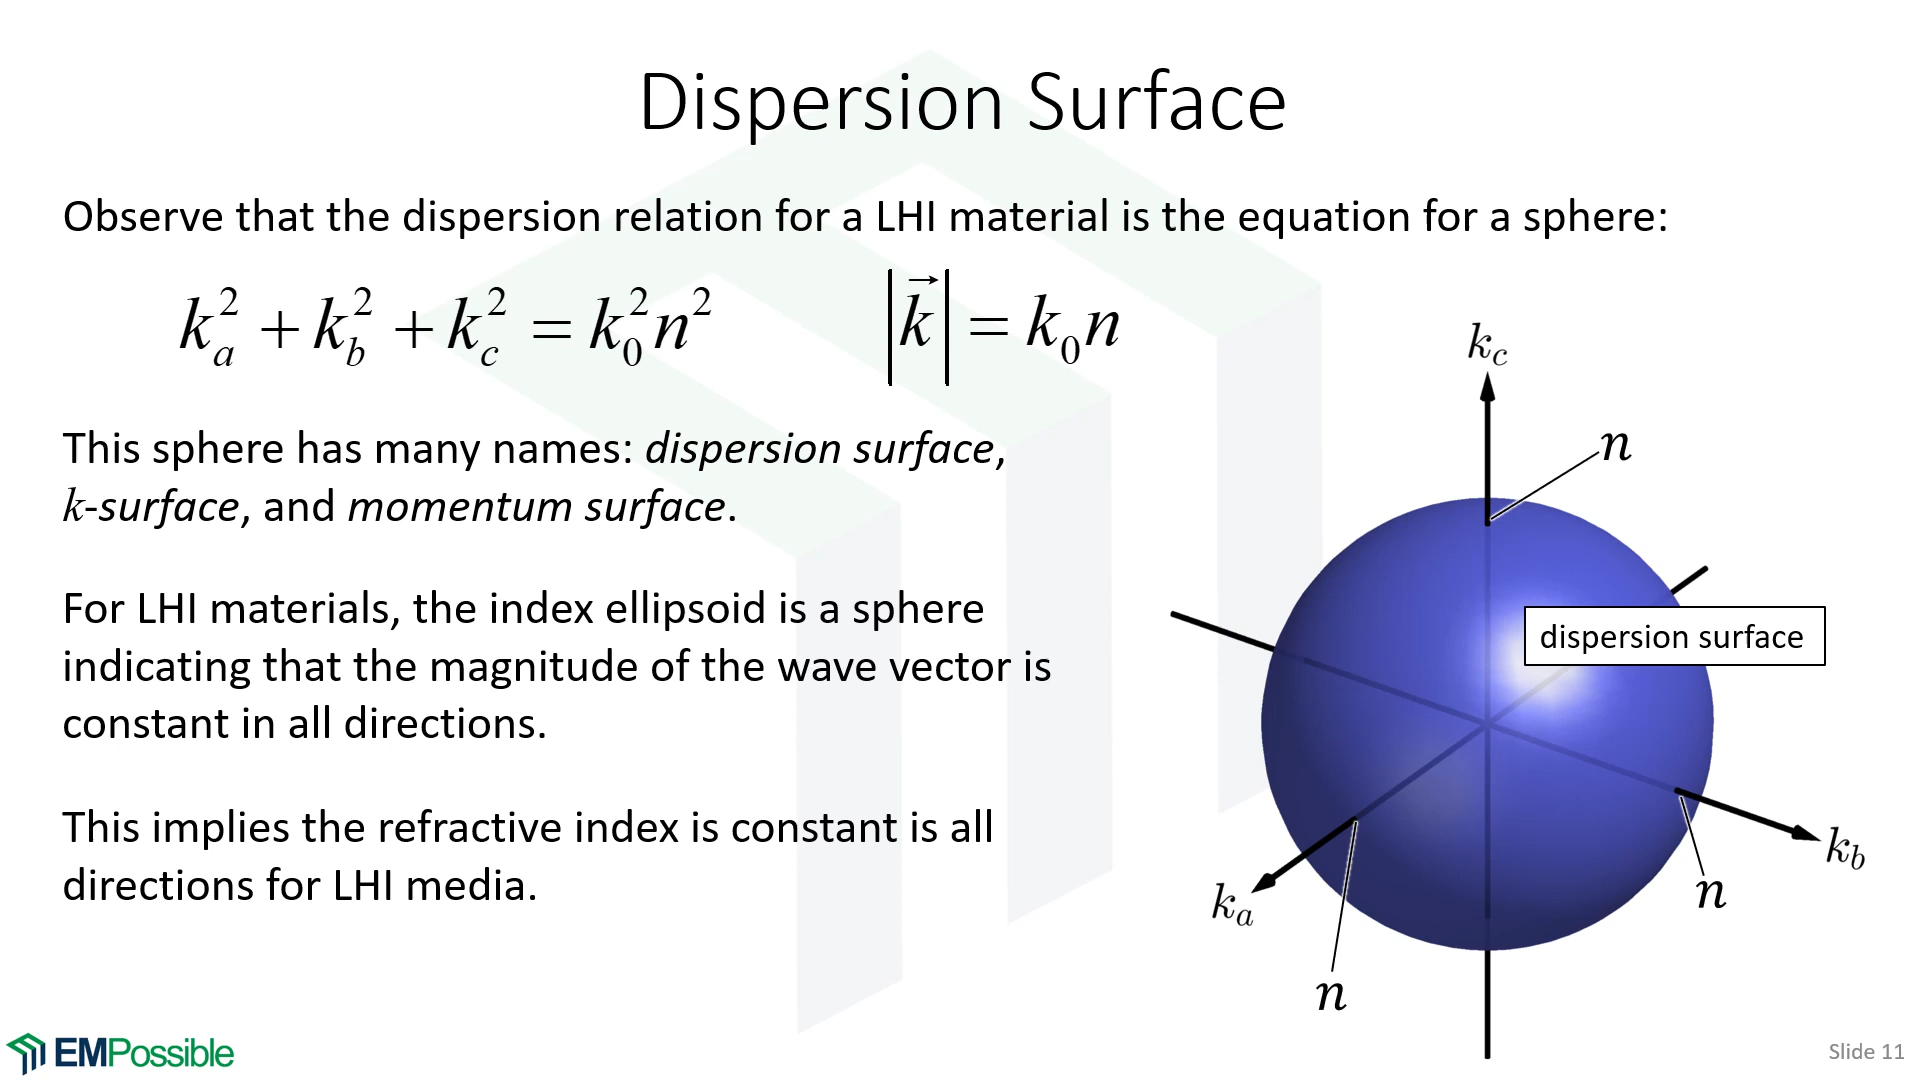 Dispersion Surface
Observe that the dispersion relation for a LHI material is the equation for a sphere:
$k_a^2 + k_b^2 + k_c^2 = k_0^2 n^2$
$|\vec{k}| = k_0 n$
This sphere has many names: dispersion surface,
k-surface, and momentum surface.
For LHI materials, the index ellipsoid is a sphere
indicating that the magnitude of the wave vector is
constant in all directions.
This implies the refractive index is constant is all
directions for LHI media.
$k_c$
n
dispersion surface
$k_b$
n
$k_a$
n
EMPossible
Slide 11